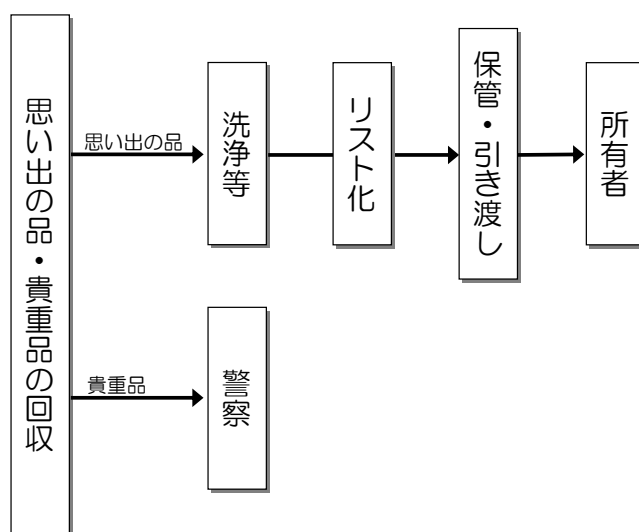 思い出の品・貴重品の回収
思い出の品
洗浄等
リスト化
保管・引き渡し
所有者
貴重品
警察